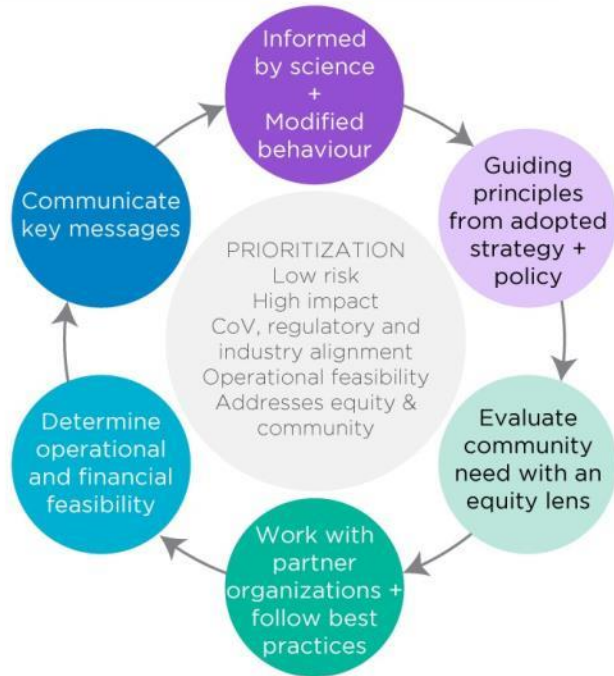 Informed
by science
+
Modified
behaviour
Guiding
principles
from adopted
strategy +
policy
Evaluate
community
need with an
equity lens
Work with
partner
organizations +
follow best
practices
Determine
operational
and financial
feasibility
Communicate
key messages
PRIORITIZATION
Low risk
High impact
CoV, regulatory and
industry alignment
Operational feasibility
Addresses equity &
community